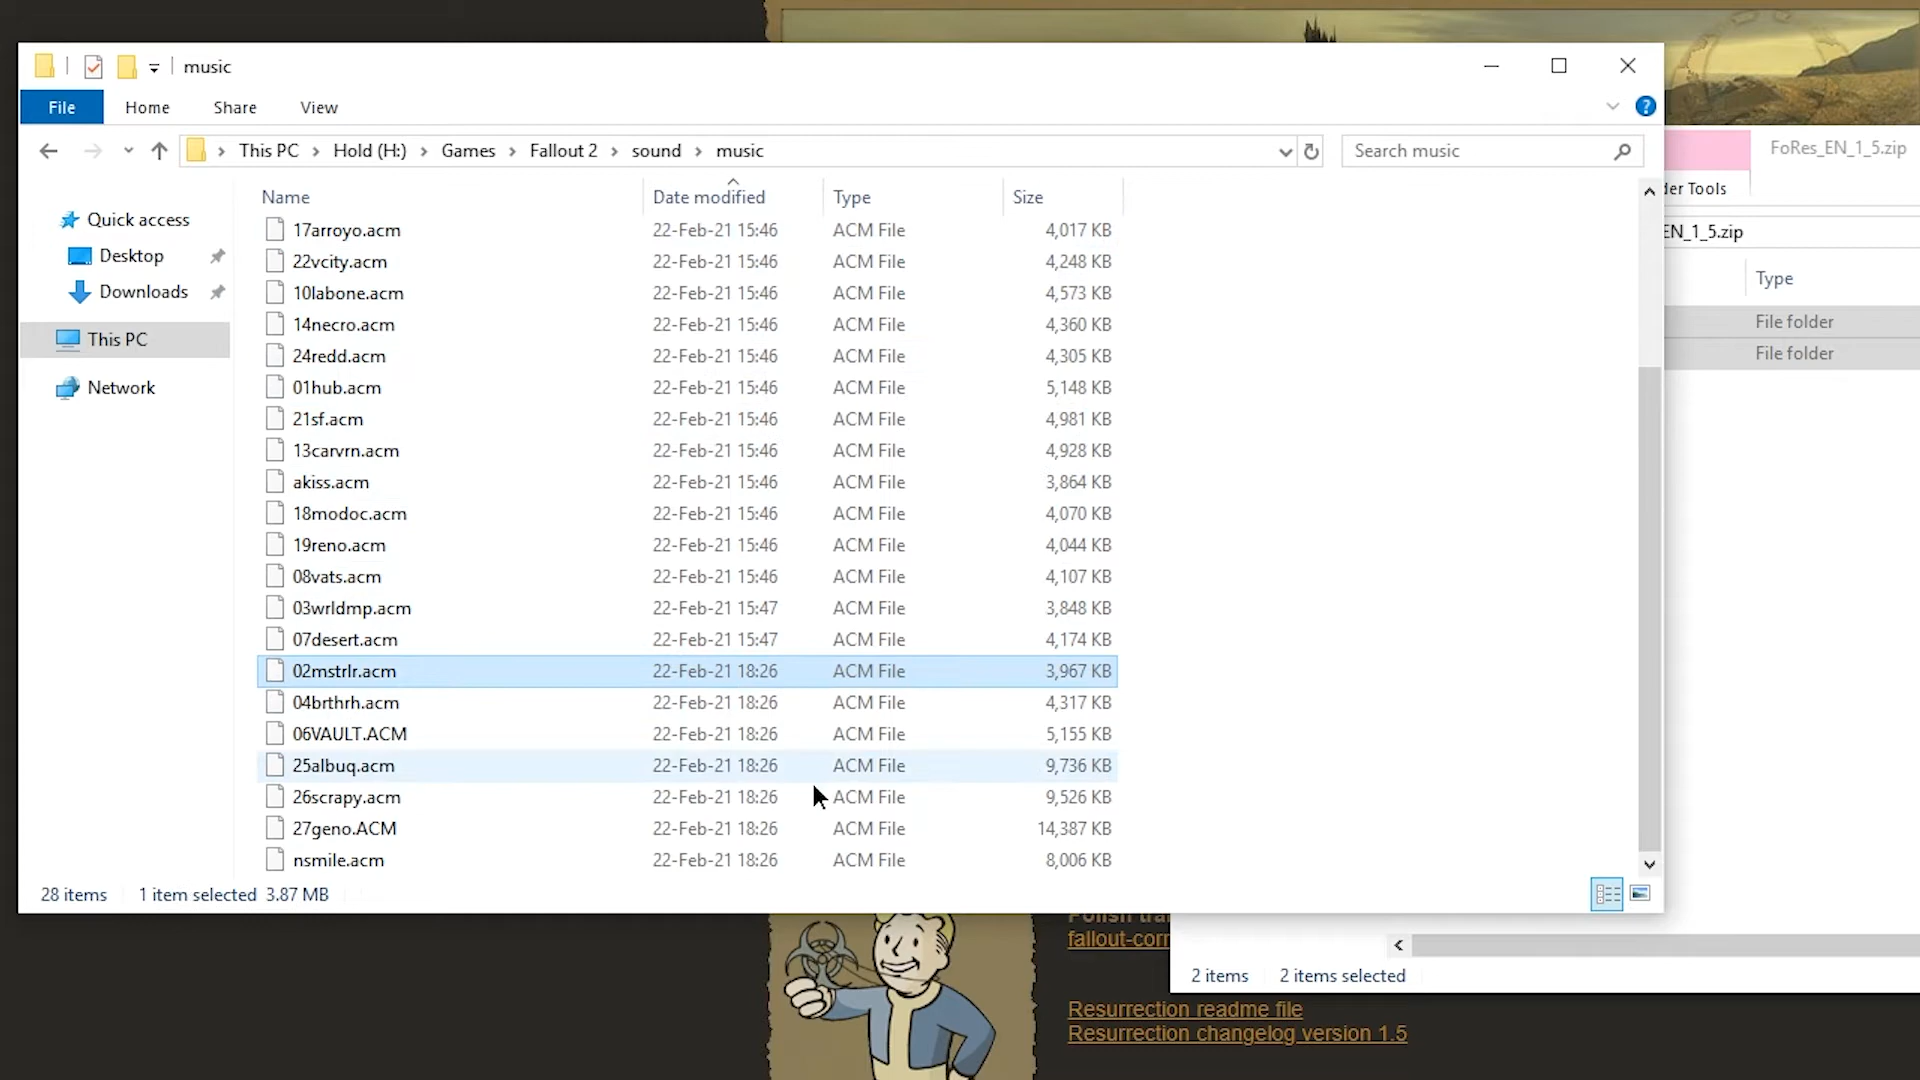 music
File Home Share View
This PC Hold (H:) Games Fallout 2 sound music Search music
Name Date modified Type Size
17arroyo.acm 22-Feb-21 15:46 ACM File 4,017 KB
22vcity.acm 22-Feb-21 15:46 ACM File 4,248 KB
10labone.acm 22-Feb-21 15:46 ACM File 4,573 KB
14necro.acm 22-Feb-21 15:46 ACM File 4,360 KB
24redd.acm 22-Feb-21 15:46 ACM File 4,305 KB
01hub.acm 22-Feb-21 15:46 ACM File 5,148 KB
21sf.acm 22-Feb-21 15:46 ACM File 4,981 KB
13carvrn.acm 22-Feb-21 15:46 ACM File 4,928 KB
akiss.acm 22-Feb-21 15:46 ACM File 3,864 KB
18modoc.acm 22-Feb-21 15:46 ACM File 4,070 KB
19reno.acm 22-Feb-21 15:46 ACM File 4,044 KB
08vats.acm 22-Feb-21 15:46 ACM File 4,107 KB
03wrldmp.acm 22-Feb-21 15:47 ACM File 3,848 KB
07desert.acm 22-Feb-21 15:47 ACM File 4,174 KB
02mstrlr.acm 22-Feb-21 18:26 ACM File 3,967 KB
04brthrh.acm 22-Feb-21 18:26 ACM File 4,317 KB
06VAULT.ACM 22-Feb-21 18:26 ACM File 5,155 KB
25albuq.acm 22-Feb-21 18:26 ACM File 9,736 KB
26scrapy.acm 22-Feb-21 18:26 ACM File 9,526 KB
27geno.ACM 22-Feb-21 18:26 ACM File 14,387 KB
nsmile.acm 22-Feb-21 18:26 ACM File 8,006 KB
Quick access
Desktop
Downloads
This PC
Network
28 items 1 item selected 3.87 MB
FoRes_EN_1_5.zip
der Tools
EN_1_5.zip
Type
File folder
File folder
2 items 2 items selected
Polish tra
fallout-corn
Resurrection readme file
Resurrection changelog version 1.5